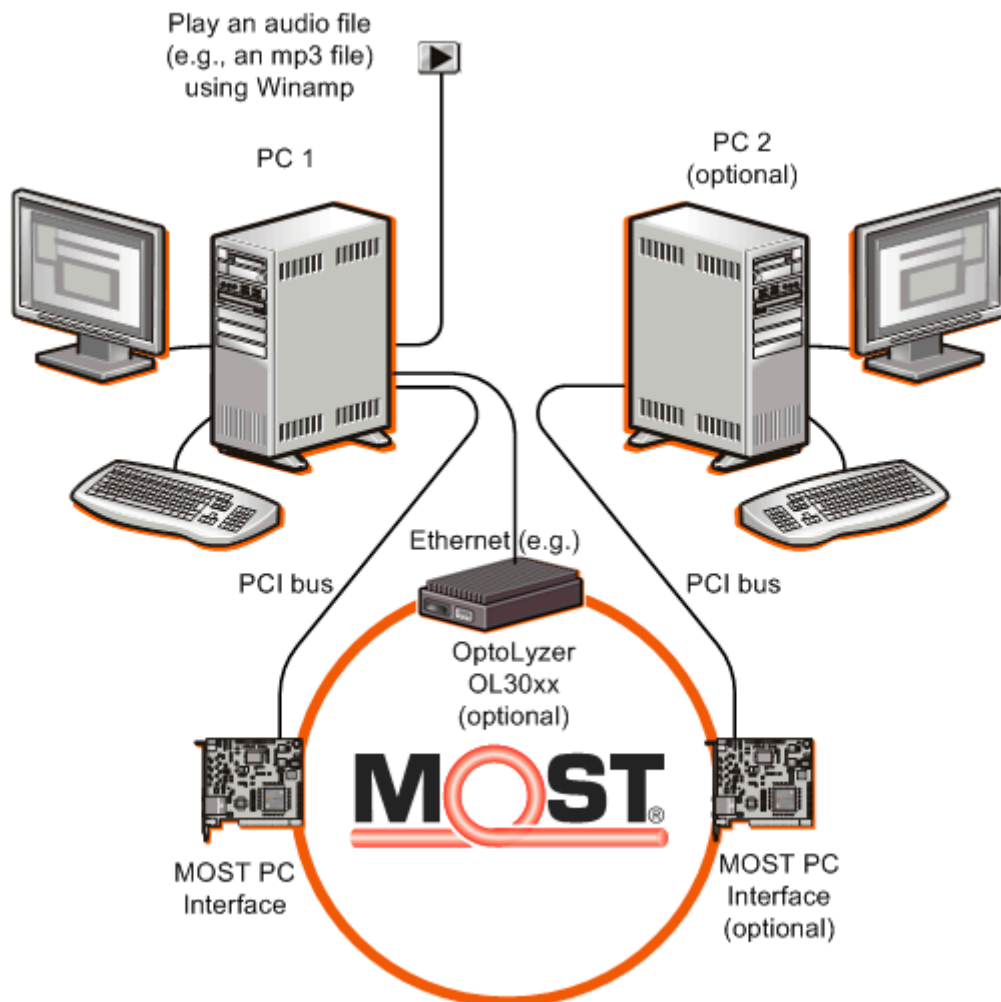 Play an audio file
(e.g., an mp3 file)
using Winamp
PC 1
PC 2
(optional)
Ethernet (e.g.)
PCI bus
PCI bus
OptoLyzer
OL30xx
(optional)
MOST®
MOST PC
Interface
MOST PC
Interface
(optional)